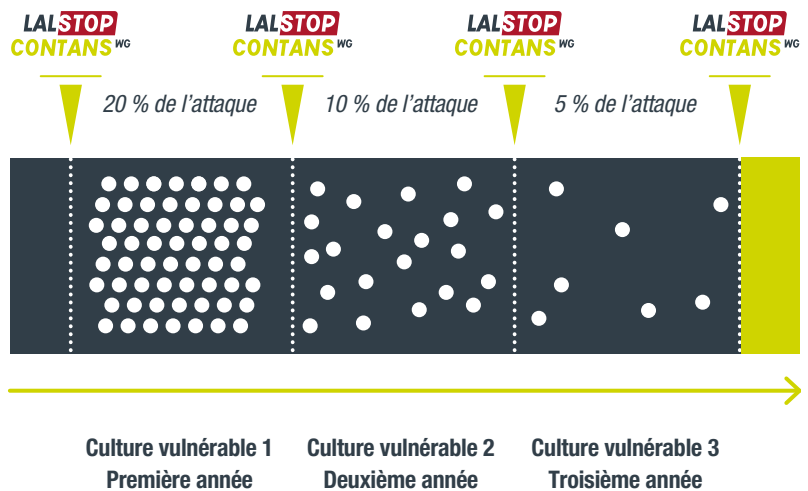 LALSTOP
CONTANS WG
LALSTOP
CONTANS WG
LALSTOP
CONTANS WG
LALSTOP
CONTANS WG
20 % de l’attaque
10 % de l’attaque
5 % de l’attaque
Culture vulnérable 1
Première année
Culture vulnérable 2
Deuxième année
Culture vulnérable 3
Troisième année